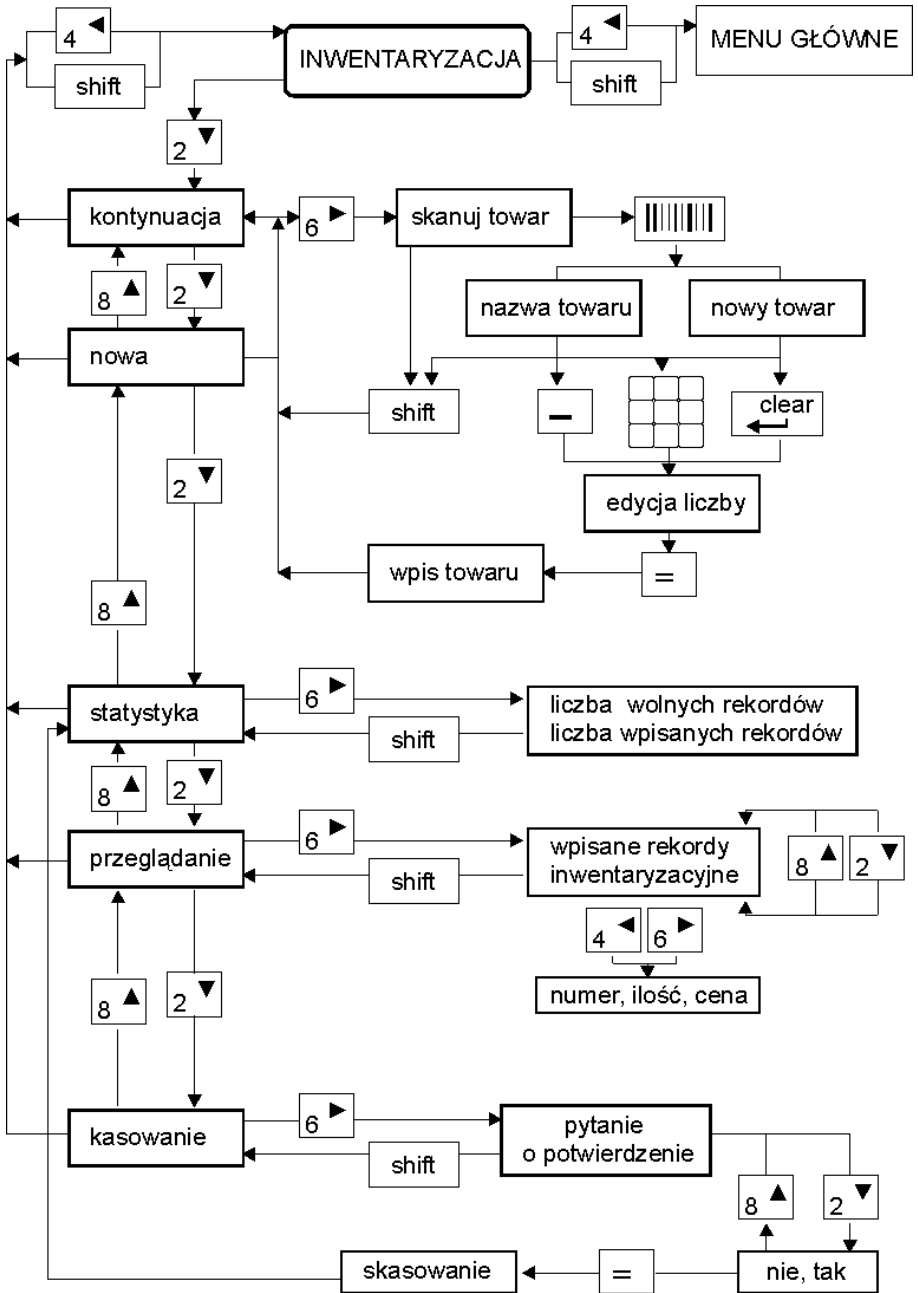 4 ◄
shift
INWENTARYZACJA
4 ◄
shift
MENU GŁÓWNE
2 ▼
kontynuacja
6 ►
skanuj towar
8 ▲
2 ▼
nazwa towaru
nowy towar
nowa
shift
–
clear
2 ▼
edycja liczby
wpis towaru
=
8 ▲
statystyka
6 ►
shift
liczba wolnych rekordów
liczba wpisanych rekordów
8 ▲
2 ▼
przeglądanie
6 ►
shift
wpisane rekordy
inwentaryzacyjne
8 ▲
2 ▼
4 ◄
6 ►
numer, ilość, cena
8 ▲
2 ▼
kasowanie
6 ►
shift
pytanie
o potwierdzenie
8 ▲
2 ▼
skasowanie
=
nie, tak